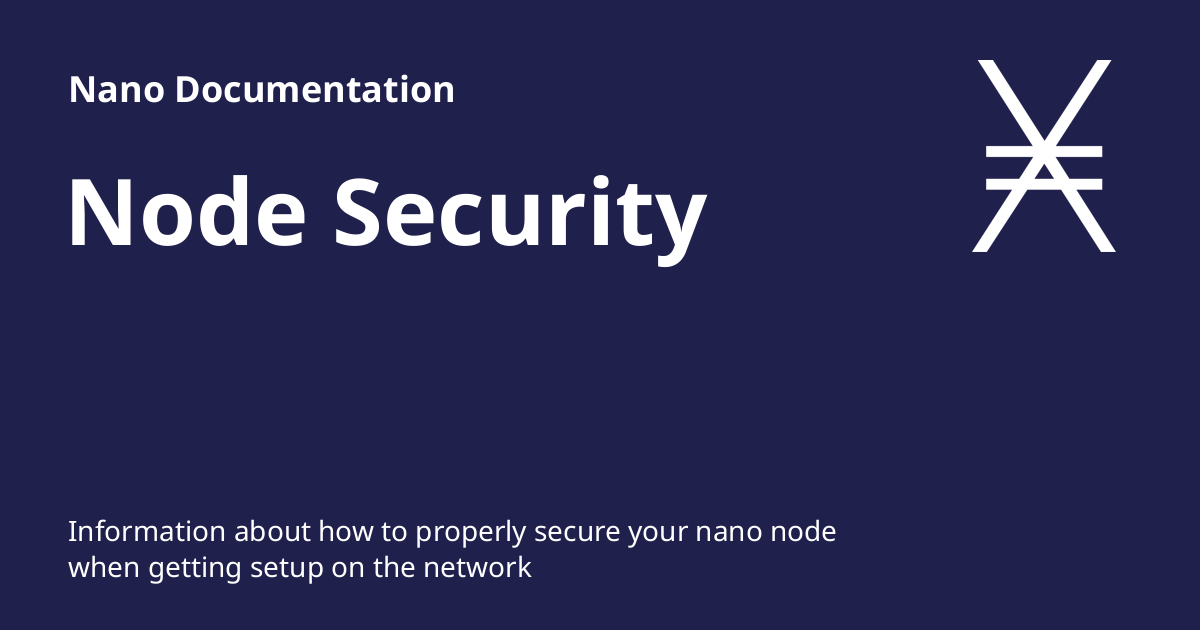 Nano Documentation
Node Security
Information about how to properly secure your nano node
when getting setup on the network